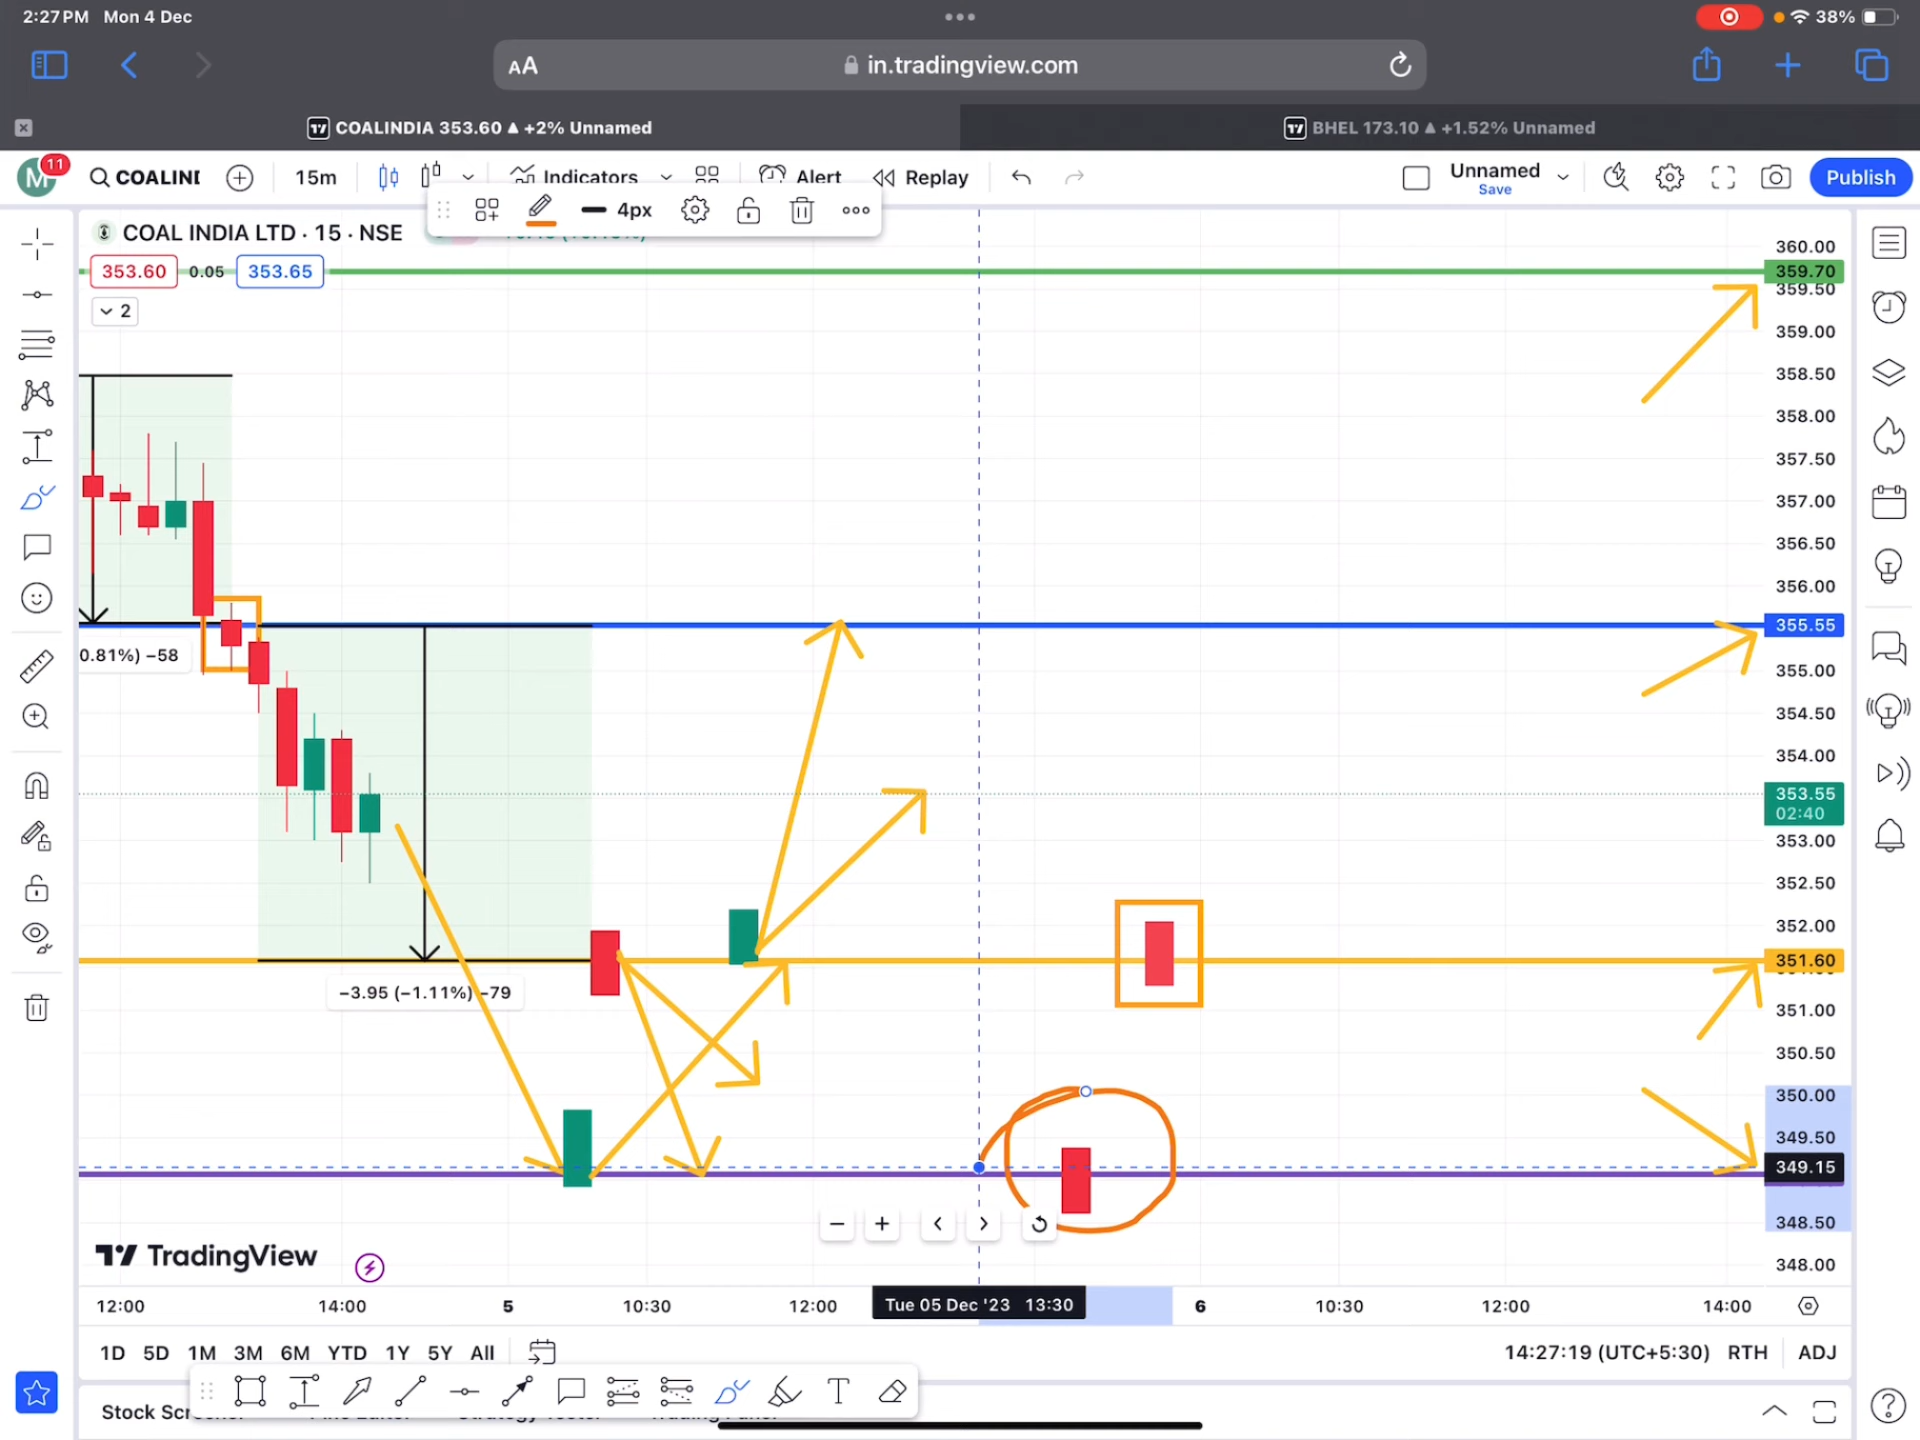 2:27 PM Mon 4 Dec
38%
AA in.tradingview.com
COALINDIA 353.60 ▲ +2% Unnamed
BHEL 173.10 ▲ +1.52% Unnamed
M 11 COALINI 15m Indicators Alert Replay Unnamed Save Publish
4px
COAL INDIA LTD · 15 · NSE
353.60 0.05 353.65
2
360.00
359.70
359.50
359.00
358.50
358.00
357.50
357.00
356.50
356.00
355.55
355.00
354.50
354.00
353.55
02:40
353.00
352.50
352.00
351.60
351.00
350.50
350.00
349.50
349.15
348.50
348.00
0.81%) −58
−3.95 (−1.11%) −79
TradingView
12:00 14:00 5 10:30 12:00 Tue 05 Dec '23 13:30 6 10:30 12:00 14:00
1D 5D 1M 3M 6M YTD 1Y 5Y All
14:27:19 (UTC+5:30) RTH ADJ
T
Stock